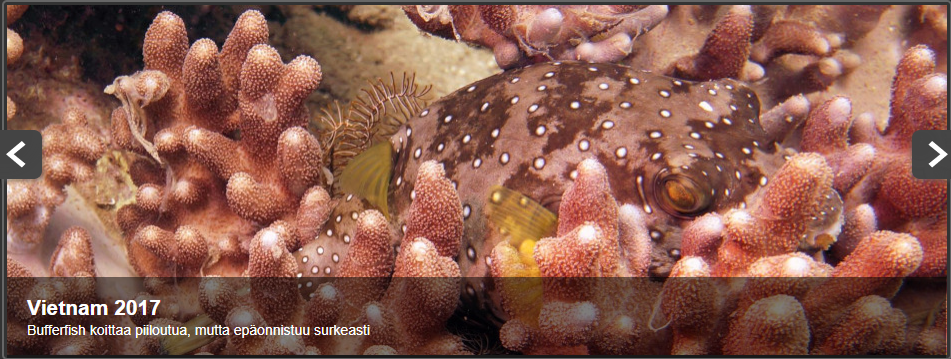 Vietnam 2017
Bufferfish koittaa piiloutua, mutta epäonnistuu surkeasti